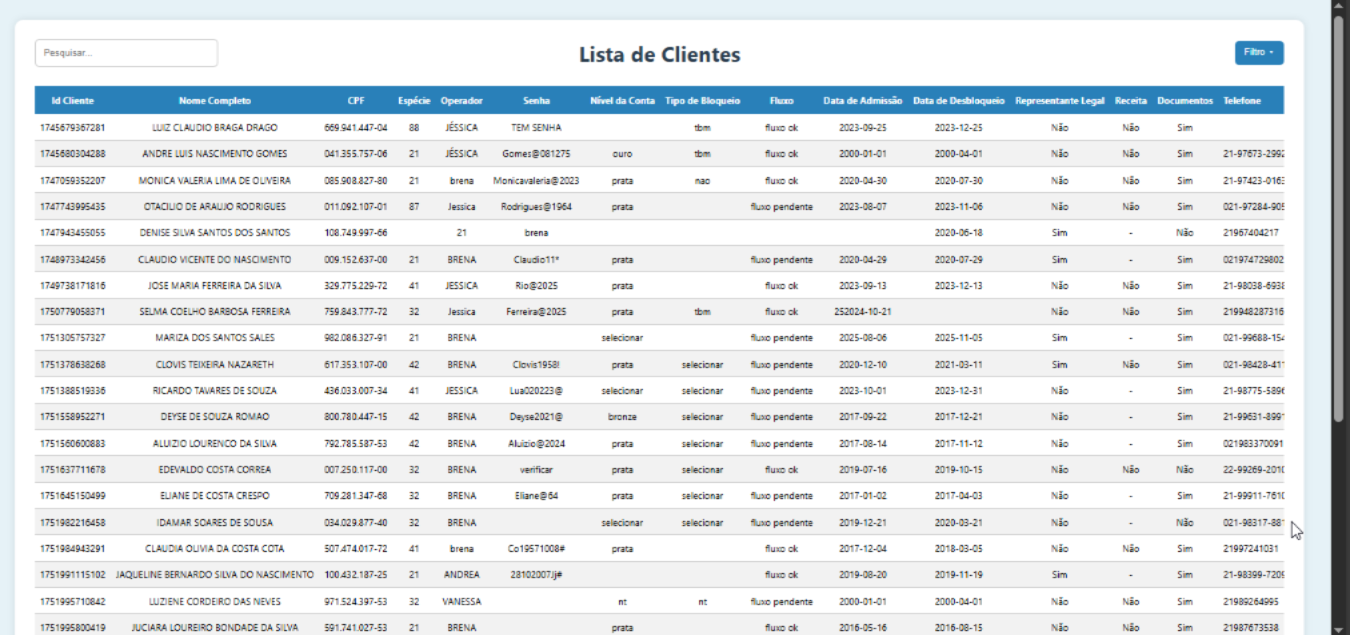 Pesquisar...
Lista de Clientes
Filtro
Id Cliente Nome Completo CPF Espécie Operador Senha Nível da Conta Tipo de Bloqueio Fluxo Data de Admissão Data de Desbloqueio Representante Legal Receita Documentos Telefone
1745679367281 LUIZ CLAUDIO BRAGA DRAGO 669.941.447-04 88 JÉSSICA TEM SENHA tbm fluxo ok 2023-09-25 2023-12-25 Não Não Sim
1745680304288 ANDRE LUIS NASCIMENTO GOMES 041.355.757-06 21 JÉSSICA Gomes@081275 ouro tbm fluxo ok 2000-01-01 2000-04-01 Não Não Sim 21-97673-2992
1747059352207 MONICA VALERIA LIMA DE OLIVEIRA 085.908.827-80 21 brena Monicavaleria@2023 prata nao fluxo ok 2020-04-30 2020-07-30 Não Não Sim 21-97423-0163
1747743995435 OTACILIO DE ARAUJO RODRIGUES 011.092.107-01 87 Jessica Rodrigues@1964 prata fluxo pendente 2023-08-07 2023-11-06 Não Não Sim 021-97284-905
1747943455055 DENISE SILVA SANTOS DOS SANTOS 108.749.997-66 21 brena 2020-06-18 Sim - Não 21967404217
1748973342456 CLAUDIO VICENTE DO NASCIMENTO 009.152.637-00 21 BRENA Claudio11* prata fluxo pendente 2020-04-29 2020-07-29 Sim - Sim 021974729802
1749738171816 JOSE MARIA FERREIRA DA SILVA 329.775.229-72 41 JESSICA Rio@2025 prata fluxo ok 2023-09-13 2023-12-13 Não Não Sim 21-98038-6938
1750779058371 SELMA COELHO BARBOSA FERREIRA 759.843.777-72 32 Jessica Ferreira@2025 prata tbm fluxo ok 252024-10-21 Não Não Sim 219948287316
1751305757327 MARIZA DOS SANTOS SALES 982.086.327-91 21 BRENA selecionar fluxo pendente 2025-08-06 2025-11-05 Sim - Sim 021-99688-154
1751378638268 CLOVIS TEIXEIRA NAZARETH 617.353.107-00 42 BRENA Clovis1958! prata selecionar fluxo pendente 2020-12-10 2021-03-11 Sim Não Sim 021-98428-411
1751388519336 RICARDO TAVARES DE SOUZA 436.033.007-34 41 JESSICA Lua020223@ selecionar selecionar fluxo pendente 2023-10-01 2023-12-31 Não - Sim 21-98775-5896
1751558952271 DEYSE DE SOUZA ROMAO 800.780.447-15 42 BRENA Deyse2021@ bronze selecionar fluxo pendente 2017-09-22 2017-12-21 Não - Sim 21-99631-8991
1751560600883 ALUIZIO LOURENCO DA SILVA 792.785.587-53 42 BRENA Aluizio@2024 prata selecionar fluxo pendente 2017-08-14 2017-11-12 Não - Sim 021983370091
1751637711678 EDEVALDO COSTA CORREA 007.250.117-00 32 BRENA verificar prata selecionar fluxo ok 2019-07-16 2019-10-15 Não Não Não 22-99269-2010
1751645150499 ELIANE DE COSTA CRESPO 709.281.347-68 32 BRENA Eliane@64 prata selecionar fluxo pendente 2017-01-02 2017-04-03 Não - Sim 21-99911-7610
1751982216458 IDAMAR SOARES DE SOUSA 034.029.877-40 32 BRENA selecionar selecionar fluxo pendente 2019-12-21 2020-03-21 Não - Não 021-98317-881
1751984943291 CLAUDIA OLIVIA DA COSTA COTA 507.474.017-72 41 brena Co19571008# prata fluxo ok 2017-12-04 2018-03-05 Não Não Sim 21997241031
1751991115102 JAQUELINE BERNARDO SILVA DO NASCIMENTO 100.432.187-25 21 ANDREA 28102007Jj# fluxo ok 2019-08-20 2019-11-19 Sim - Sim 21-98399-7209
1751995710842 LUZIENE CORDEIRO DAS NEVES 971.524.397-53 32 VANESSA nt nt fluxo pendente 2000-01-01 2000-04-01 Não Não Sim 21989264995
1751995800419 JUCIARA LOUREIRO BONDADE DA SILVA 591.741.027-53 21 BRENA prata fluxo ok 2016-05-16 2016-08-15 Não Não Sim 21987673538